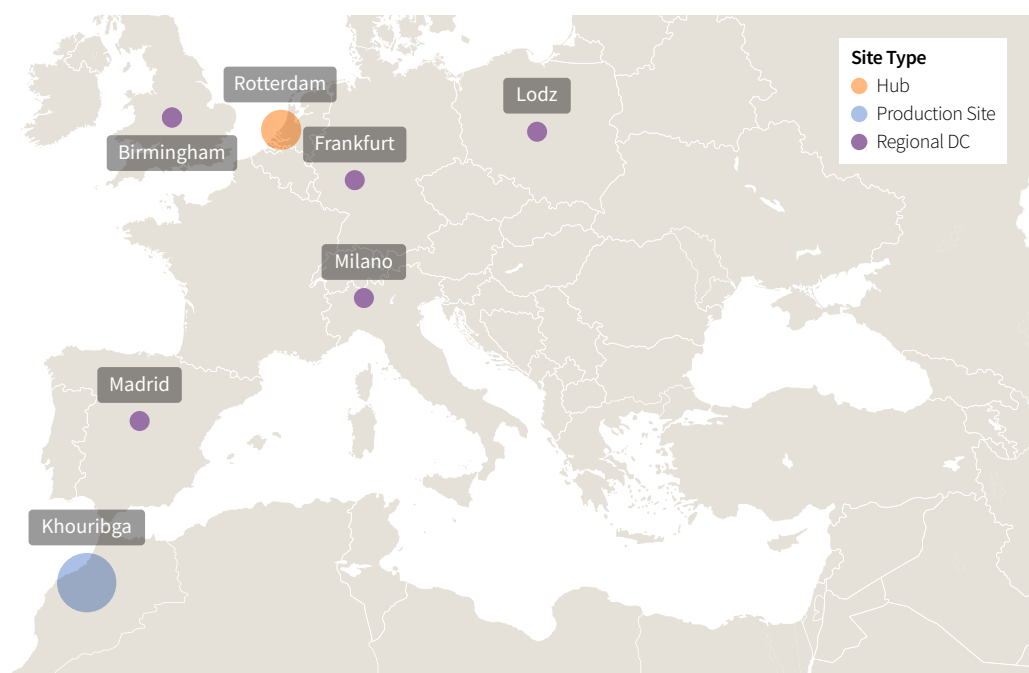 Site Type
Hub
Production Site
Regional DC
Rotterdam
Lodz
Birmingham
Frankfurt
Milano
Madrid
Khouribga